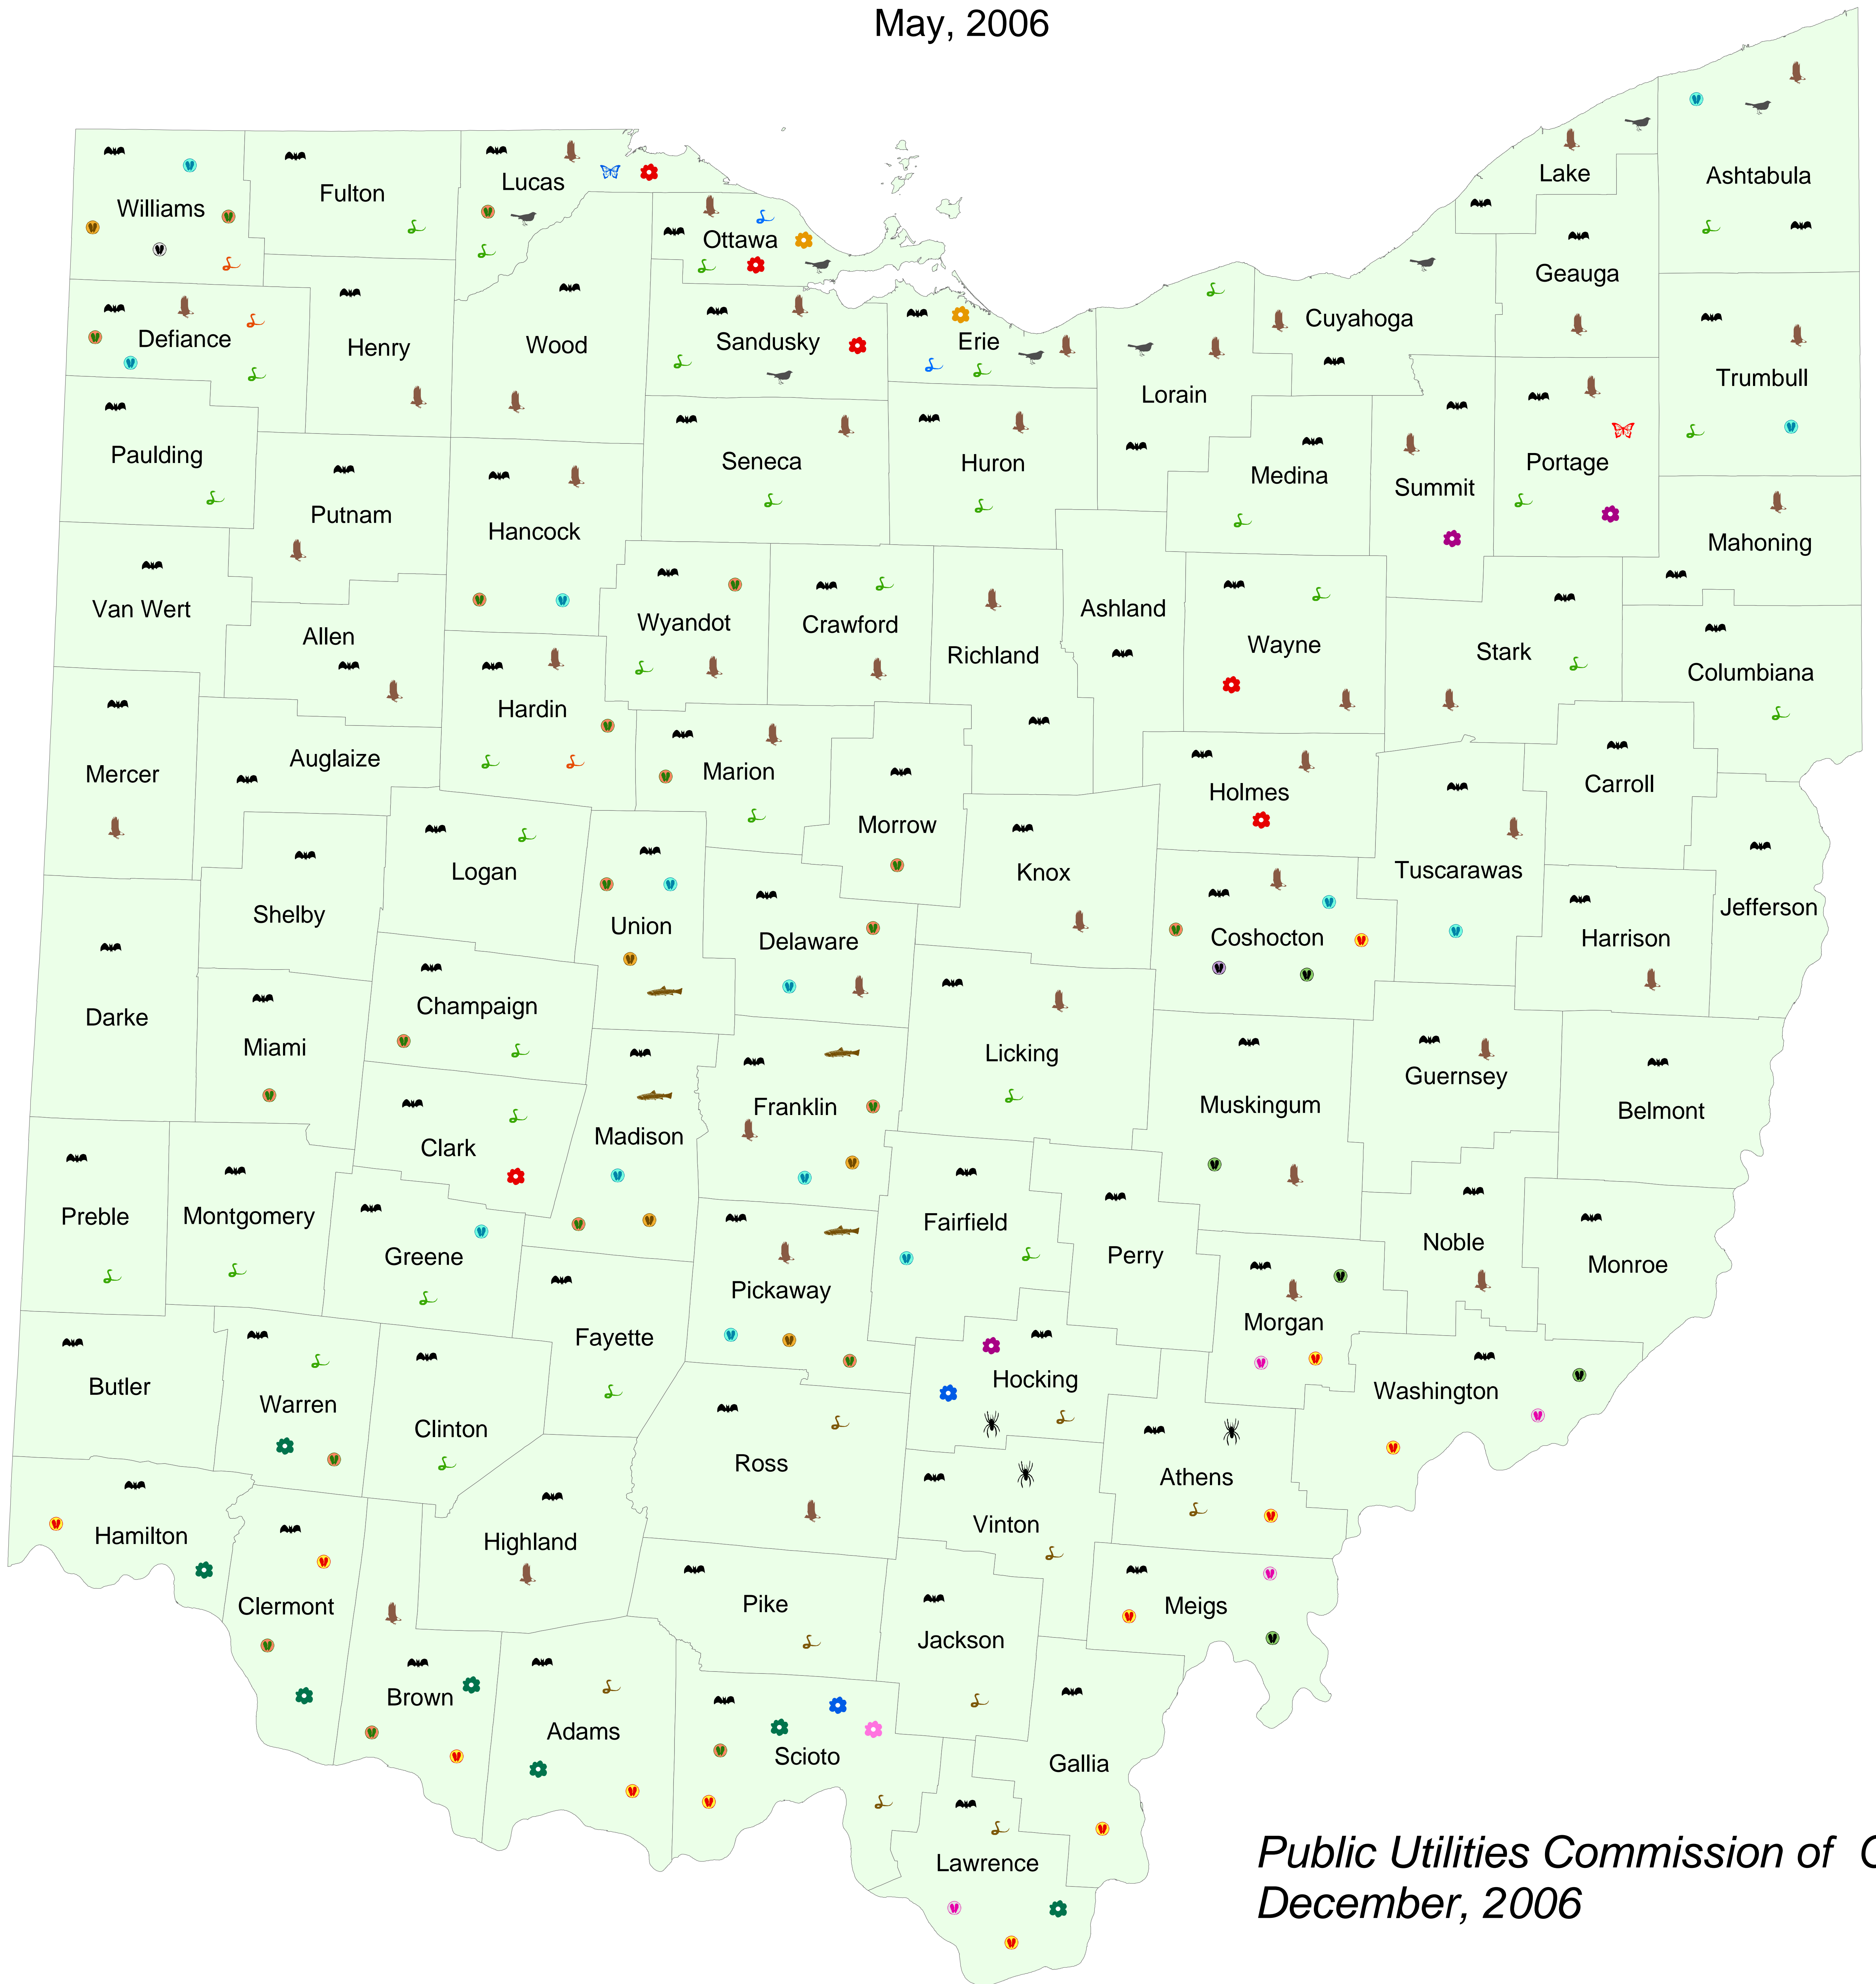 May, 2006
Lake
Ashtabula
Lucas
Fulton
Williams
Ottawa
Geauga
Cuyahoga
Defiance
Henry
Wood
Sandusky
Erie
Trumbull
Lorain
Paulding
Seneca
Huron
Medina
Portage
Summit
Putnam
Hancock
Mahoning
Van Wert
Allen
Wyandot
Crawford
Ashland
Richland
Wayne
Stark
Columbiana
Hardin
Mercer
Auglaize
Marion
Morrow
Holmes
Carroll
Logan
Knox
Tuscarawas
Shelby
Union
Delaware
Coshocton
Harrison
Jefferson
Darke
Champaign
Miami
Licking
Guernsey
Franklin
Muskingum
Belmont
Clark
Madison
Preble
Montgomery
Fairfield
Greene
Perry
Noble
Monroe
Pickaway
Morgan
Fayette
Butler
Hocking
Washington
Warren
Clinton
Ross
Athens
Hamilton
Highland
Vinton
Clermont
Pike
Meigs
Jackson
Brown
Adams
Scioto
Gallia
Public Utilities Commission of
Lawrence
December, 2006